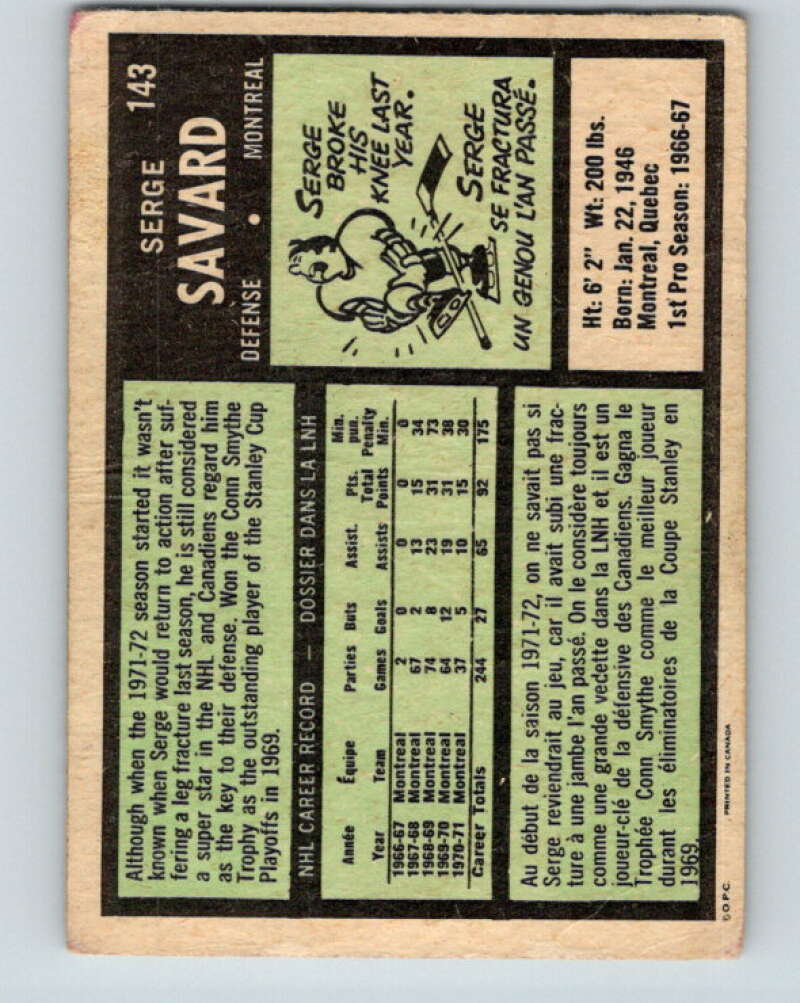 SERGE 143
SAVARD
DEFENSE • MONTREAL
Although when the 1971-72 season started it wasn't
known when Serge would return to action after suf-
fering a leg fracture last season, he is still considered
a super star in the NHL and Canadiens regard him
as the key to their defense. Won the Conn Smythe
Trophy as the outstanding player of the Stanley Cup
Playoffs in 1969.
SERGE
BROKE
HIS
KNEE LAST
YEAR.
SERGE
SE FRACTURA
UN GENOU L'AN PASSÉ.
NHL CAREER RECORD — DOSSIER DANS LA LNH
Année Équipe Parties Buts Assist. Pts. Total Min. pun.
Year Team Games Goals Assists Points Penalty Min.
1966-67 Montreal 2 0 0 0 0
1967-68 Montreal 67 2 13 15 34
1968-69 Montreal 74 8 23 31 73
1969-70 Montreal 64 12 19 31 38
1970-71 Montreal 37 5 10 15 30
Career Totals 244 27 65 92 175
Ht: 6' 2" Wt: 200 lbs.
Born: Jan. 22, 1946
Montreal, Quebec
1st Pro Season: 1966-67
Au début de la saison 1971-72, on ne savait pas si
Serge reviendrait au jeu, car il avait subi une frac-
ture à une jambe l'an passé. On le considère toujours
comme une grande vedette dans la LNH et il est un
joueur-clé de la défensive des Canadiens. Gagna le
Trophée Conn Smythe comme le meilleur joueur
durant les éliminatoires de la Coupe Stanley en
1969.
© O.P.C. PRINTED IN CANADA